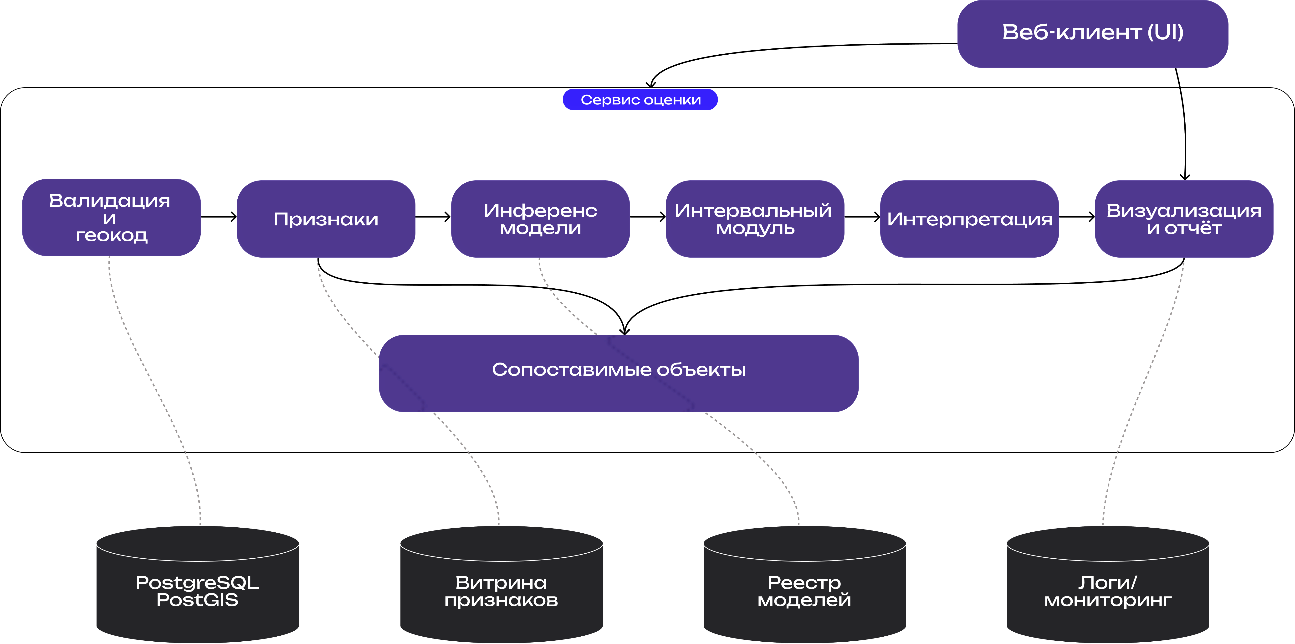 Веб-клиент (UI)
Сервис оценки
Валидация
и
геокод
Признаки
Инференс
модели
Интервальный
модуль
Интерпретация
Визуализация
и отчёт
Сопоставимые объекты
PostgreSQL
PostGIS
Витрина
признаков
Реестр
моделей
Логи/
мониторинг